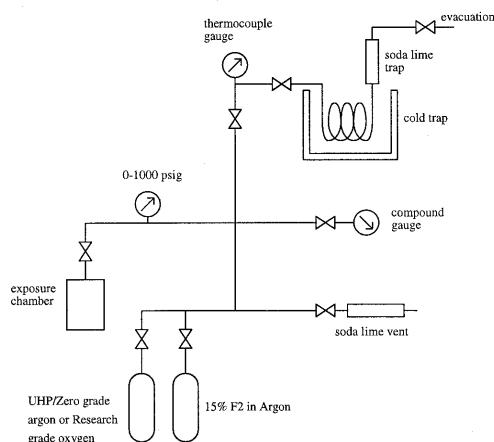 evacuation
thermocouple
gauge
soda lime
trap
cold trap
0-1000 psig
compound
gauge
exposure
chamber
soda lime vent
UHP/Zero grade
argon or Research
grade oxygen
15% F2 in Argon